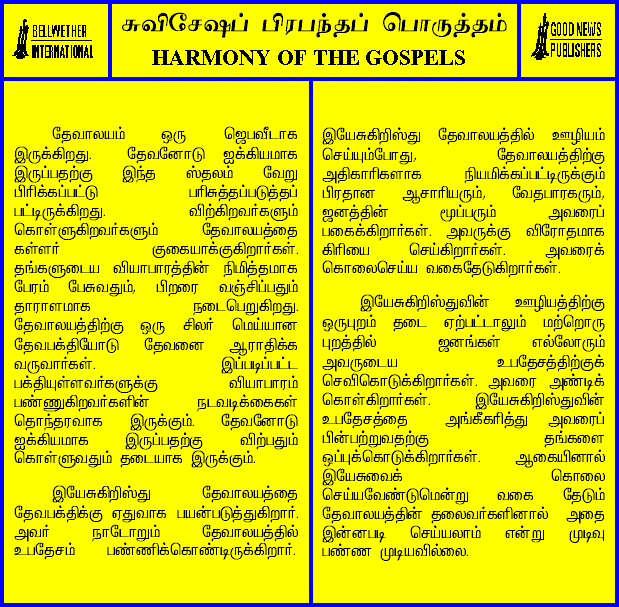 BELLWETHER
INTERNATIONAL
சுவிசேஷப் பிரபந்தப் பொருத்தம்
HARMONY OF THE GOSPELS
GOOD NEWS
PUBLISHERS
தேவாலயம் ஒரு ஜெபவீடாக
இருக்கிறது. தேவனோடு ஐக்கியமாக
இருப்பதற்கு இந்த ஸ்தலம் வேறு
பிரிக்கப்பட்டு பரிசுத்தப்படுத்தப்
பட்டிருக்கிறது. விற்கிறவர்களும்
கொள்ளுகிறவர்களும் தேவாலயத்தை
கள்ளர் குகையாக்குகிறார்கள்.
தங்களுடைய வியாபாரத்தின் நிமித்தமாக
பேரம் பேசுவதும், பிறரை வஞ்சிப்பதும்
தாராளமாக நடைபெறுகிறது.
தேவாலயத்திற்கு ஒரு சிலர் மெய்யான
தேவபக்தியோடு தேவனை ஆராதிக்க
வருவார்கள். இப்படிப்பட்ட
பக்தியுள்ளவர்களுக்கு வியாபாரம்
பண்ணுகிறவர்களின் நடவடிக்கைகள்
தொந்தரவாக இருக்கும். தேவனோடு
ஐக்கியமாக இருப்பதற்கு விற்பதும்
கொள்ளுவதும் தடையாக இருக்கும்.
இயேசுகிறிஸ்து தேவாலயத்தை
தேவபக்திக்கு ஏதுவாக பயன்படுத்துகிறார்.
அவர் நாடோறும் தேவாலயத்தில்
உபதேசம் பண்ணிக்கொண்டிருக்கிறார்.
இயேசுகிறிஸ்து தேவாலயத்தில் ஊழியம்
செய்யும்போது, தேவாலயத்திற்கு
அதிகாரிகளாக நியமிக்கப்பட்டிருக்கும்
பிரதான ஆசாரியரும், வேதபாரகரும்,
ஜனத்தின் மூப்பரும் அவரைப்
பகைக்கிறார்கள். அவருக்கு விரோதமாக
கிரியை செய்கிறார்கள். அவரைக்
கொலைசெய்ய வகைதேடுகிறார்கள்.
இயேசுகிறிஸ்துவின் ஊழியத்திற்கு
ஒருபுறம் தடை ஏற்பட்டாலும் மற்றொரு
புறத்தில் ஜனங்கள் எல்லோரும்
அவருடைய உபதேசத்திற்குச்
செவிகொடுக்கிறார்கள். அவரை அண்டிக்
கொள்கிறார்கள். இயேசுகிறிஸ்துவின்
உபதேசத்தை அங்கீகரித்து அவரைப்
பின்பற்றுவதற்கு தங்களை
ஒப்புக்கொடுக்கிறார்கள். ஆகையினால்
இயேசுவைக் கொலை
செய்யவேண்டுமென்று வகை தேடும்
தேவாலயத்தின் தலைவர்களினால் அதை
இன்னபடி செய்யலாம் என்று முடிவு
பண்ண முடியவில்லை.